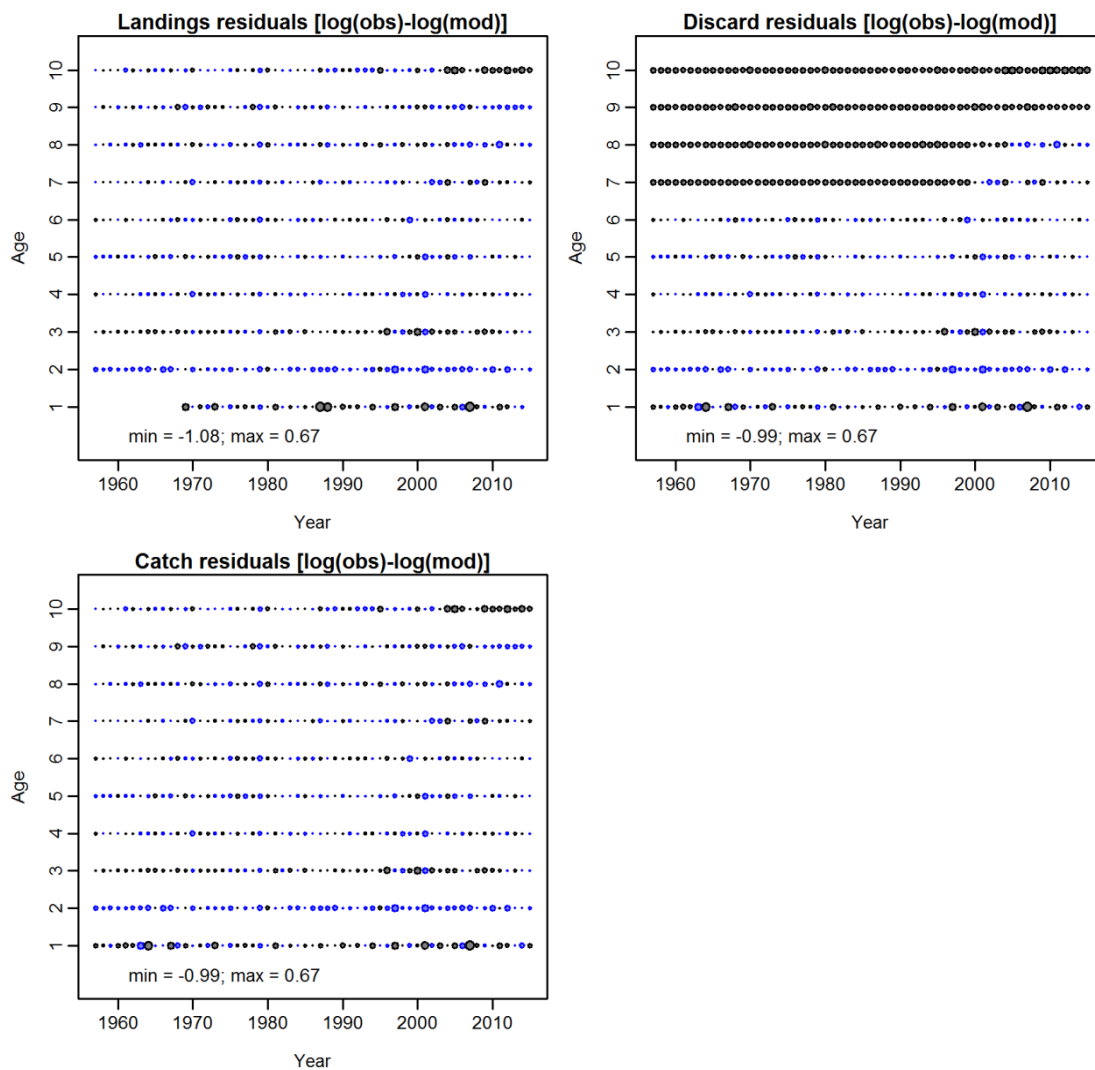 Landings residuals [log(obs)-log(mod)]
Age
10
9
8
7
6
5
4
3
2
1
min = -1.08; max = 0.67
1960 1970 1980 1990 2000 2010
Year
Discard residuals [log(obs)-log(mod)]
Age
10
9
8
7
6
5
4
3
2
1
min = -0.99; max = 0.67
1960 1970 1980 1990 2000 2010
Year
Catch residuals [log(obs)-log(mod)]
Age
10
9
8
7
6
5
4
3
2
1
min = -0.99; max = 0.67
1960 1970 1980 1990 2000 2010
Year